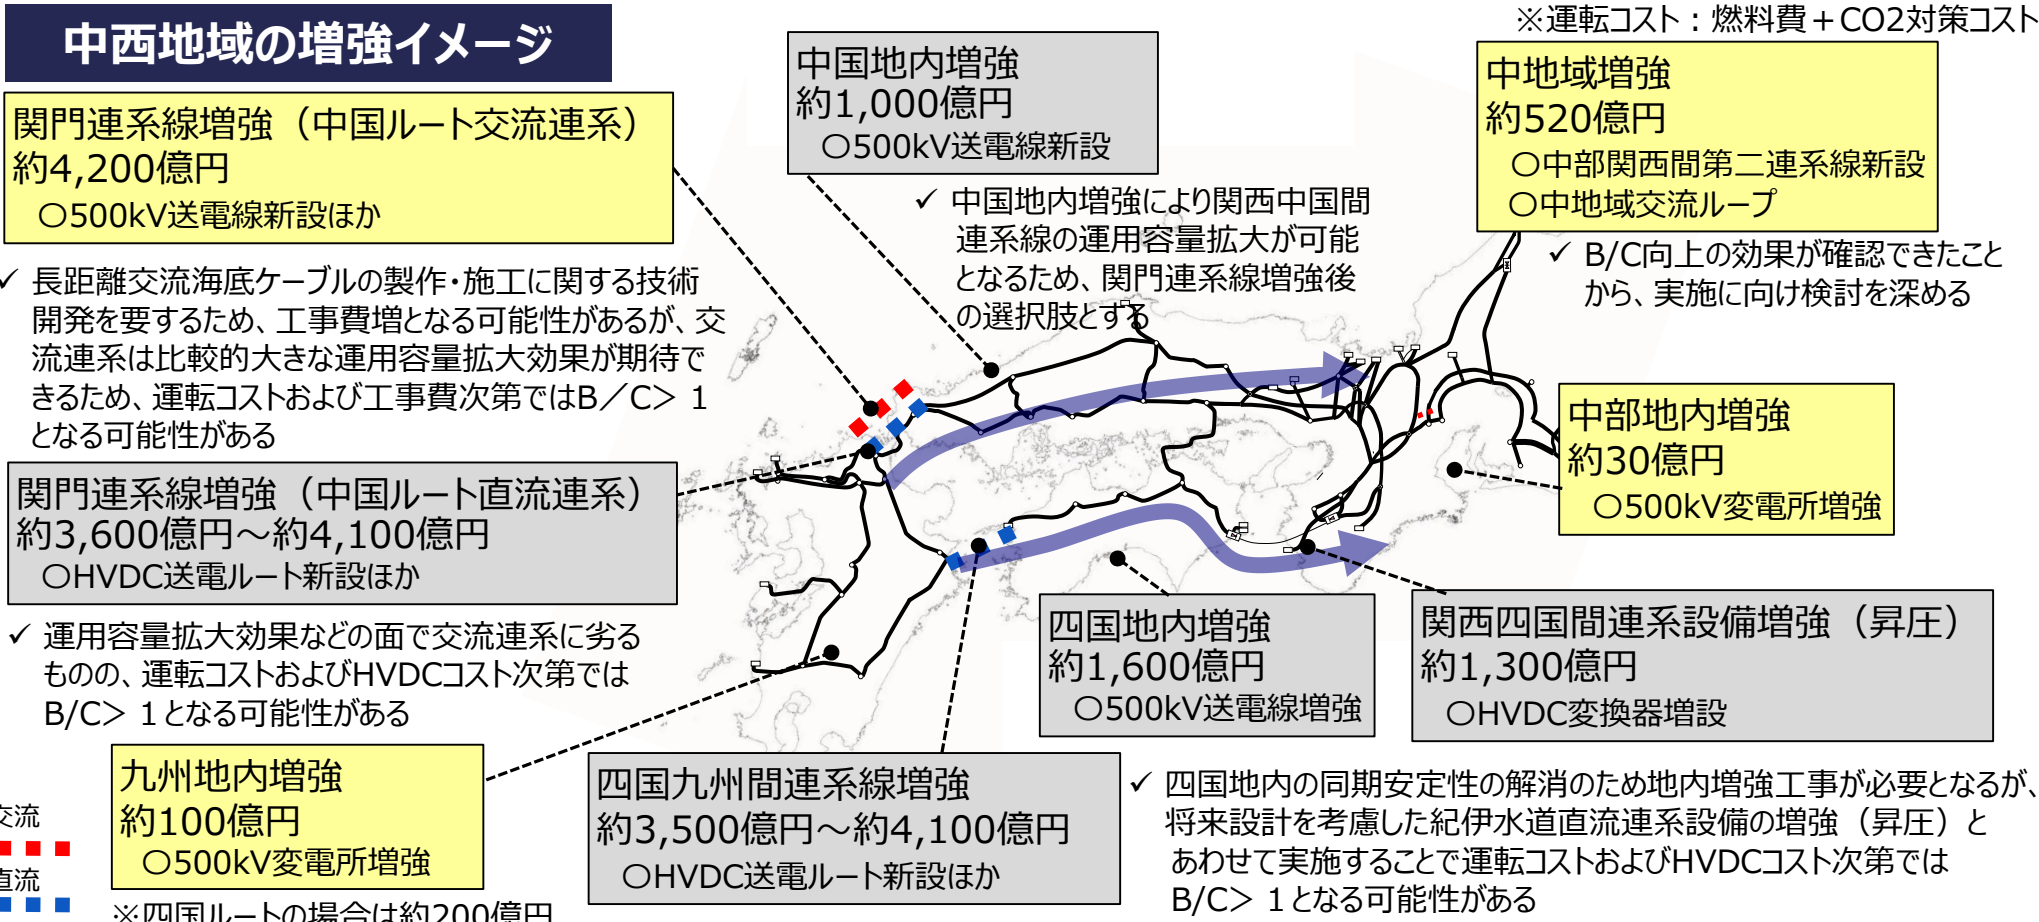 中西地域の増強イメージ
※運転コスト：燃料費＋CO2対策コスト
関門連系線増強（中国ルート交流連系）
約4,200億円
〇500kV送電線新設ほか
✓ 長距離交流海底ケーブルの製作・施工に関する技術
開発を要するため、工事費増となる可能性があるが、交
流連系は比較的大きな運用容量拡大効果が期待で
きるため、運転コストおよび工事費次第ではB／C＞１
となる可能性がある
中国地内増強
約1,000億円
〇500kV送電線新設
✓ 中国地内増強により関西中国間
連系線の運用容量拡大が可能
となるため、関門連系線増強後
の選択肢とする
中地域増強
約520億円
〇中部関西間第二連系線新設
〇中地域交流ループ
✓ B/C向上の効果が確認できたこと
から、実施に向け検討を深める
中部地内増強
約30億円
〇500kV変電所増強
関門連系線増強（中国ルート直流連系）
約3,600億円～約4,100億円
〇HVDC送電ルート新設ほか
✓ 運用容量拡大効果などの面で交流連系に劣る
ものの、運転コストおよびHVDCコスト次第では
B/C＞１となる可能性がある
四国地内増強
約1,600億円
〇500kV送電線増強
関西四国間連系設備増強（昇圧）
約1,300億円
〇HVDC変換器増設
九州地内増強
約100億円
〇500kV変電所増強
※四国ルートの場合は約200億円
四国九州間連系線増強
約3,500億円～約4,100億円
〇HVDC送電ルート新設ほか
✓ 四国地内の同期安定性の解消のため地内増強工事が必要となるが、
将来設計を考慮した紀伊水道直流連系設備の増強（昇圧）と
あわせて実施することで運転コストおよびHVDCコスト次第では
B/C＞１となる可能性がある
交流
直流